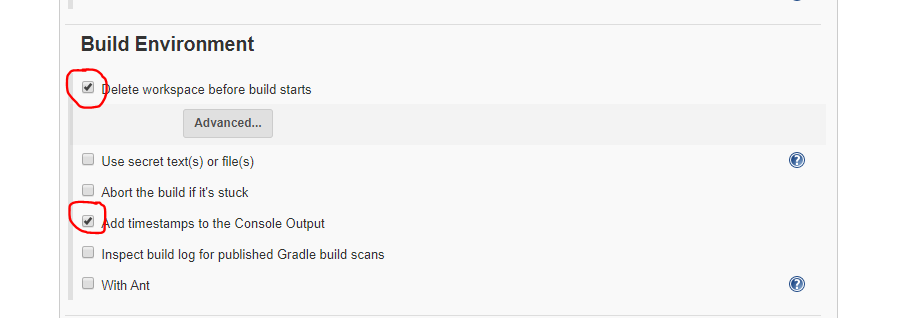 Build Environment
Delete workspace before build starts
Advanced...
Use secret text(s) or file(s)
Abort the build if it's stuck
Add timestamps to the Console Output
Inspect build log for published Gradle build scans
With Ant